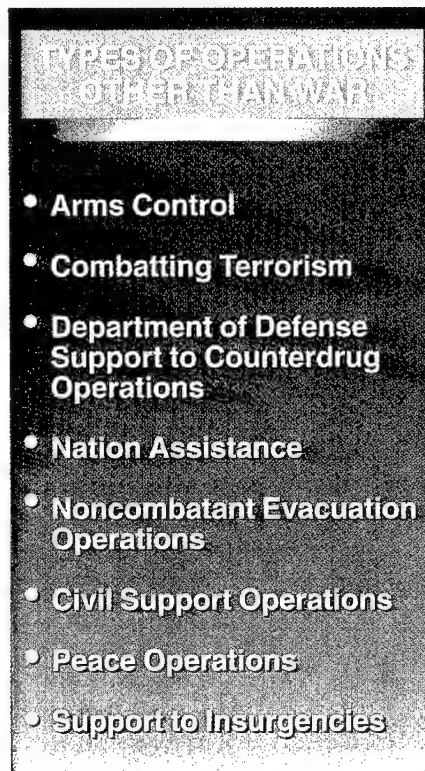 TYPES OF OPERATIONS
OTHER THAN WAR
• Arms Control
• Combatting Terrorism
• Department of Defense
Support to Counterdrug
Operations
• Nation Assistance
• Noncombatant Evacuation
Operations
• Civil Support Operations
• Peace Operations
• Support to Insurgencies